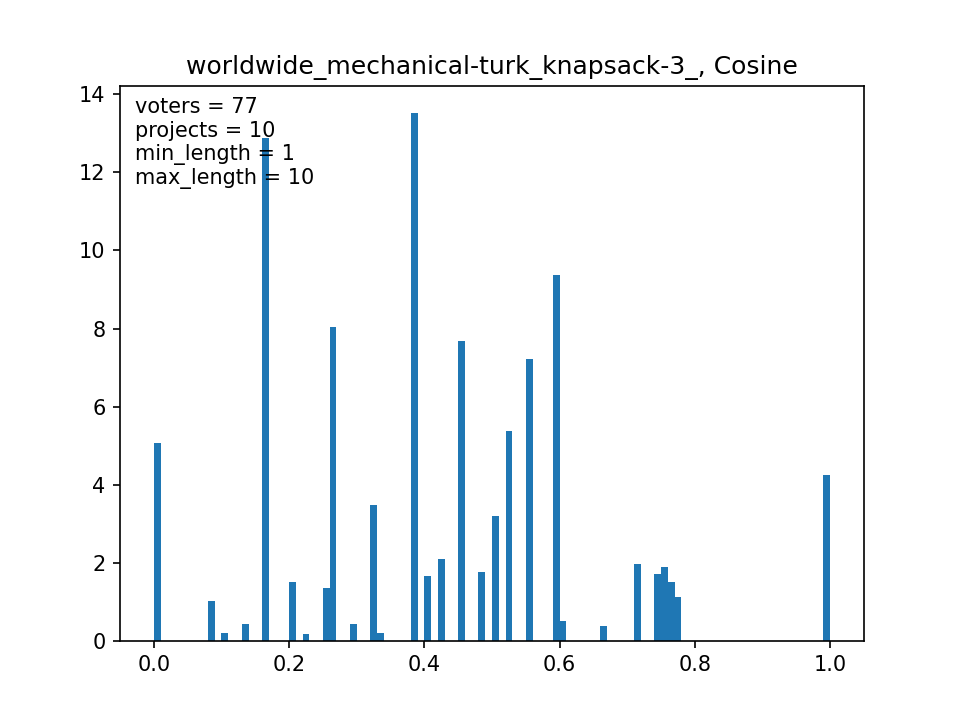 worldwide_mechanical-turk_knapsack-3_, Cosine
14
voters = 77
projects = 10
min_length = 1
12
max_length = 10
10
8
6
4
2
0
0.0 0.2 0.4 0.6 0.8 1.0